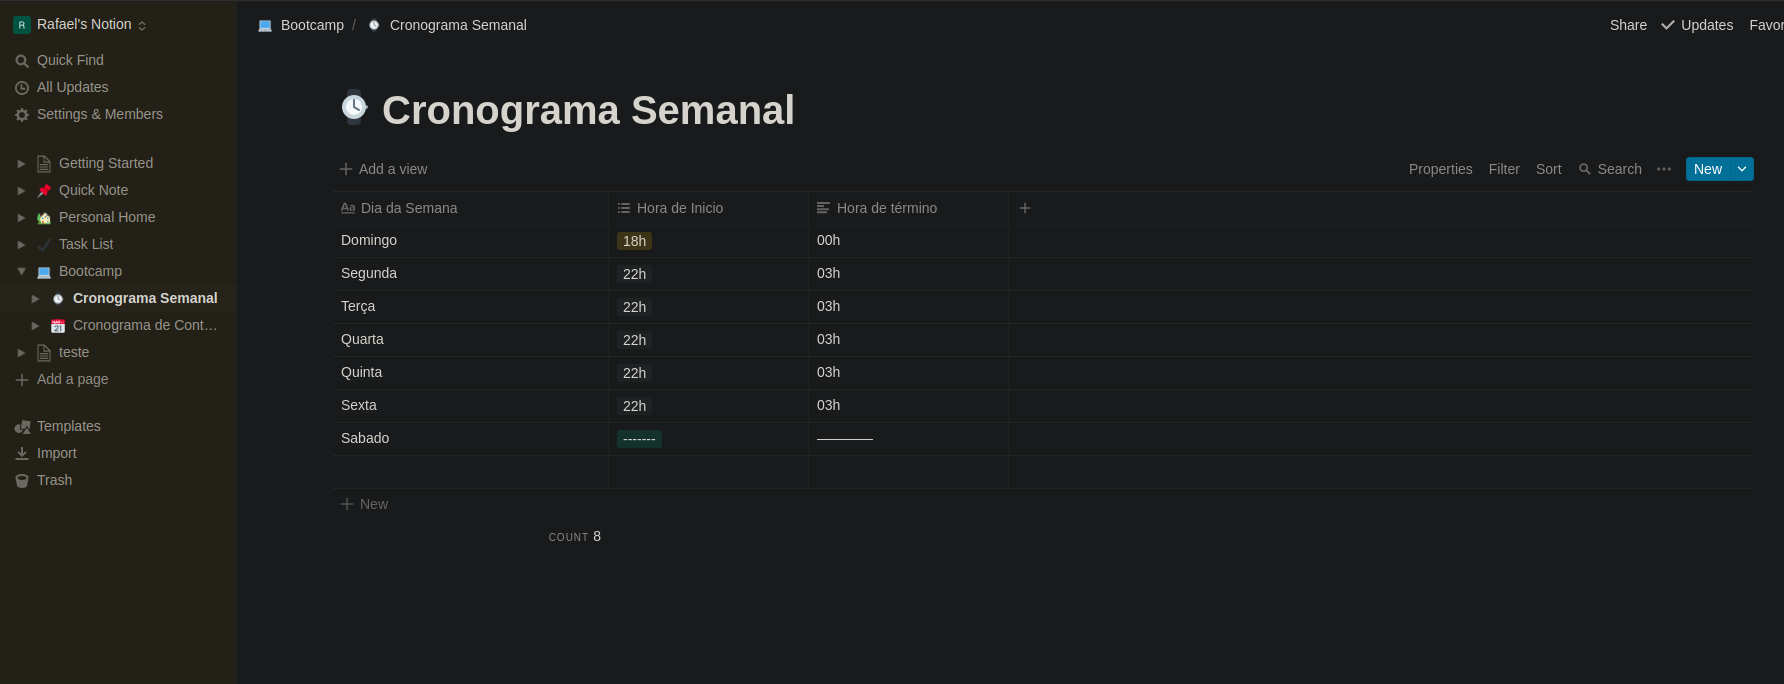 R Rafael's Notion
Quick Find
All Updates
Settings & Members
Getting Started
Quick Note
Personal Home
Task List
Bootcamp
Cronograma Semanal
21 Cronograma de Cont…
teste
Add a page
Templates
Import
Trash
Bootcamp / Cronograma Semanal
Share Updates Favor
Cronograma Semanal
Add a view
Properties Filter Sort Search ••• New
Aa Dia da Semana Hora de Inicio Hora de término +
Domingo 18h 00h
Segunda 22h 03h
Terça 22h 03h
Quarta 22h 03h
Quinta 22h 03h
Sexta 22h 03h
Sabado ------- ————
+ New
COUNT 8